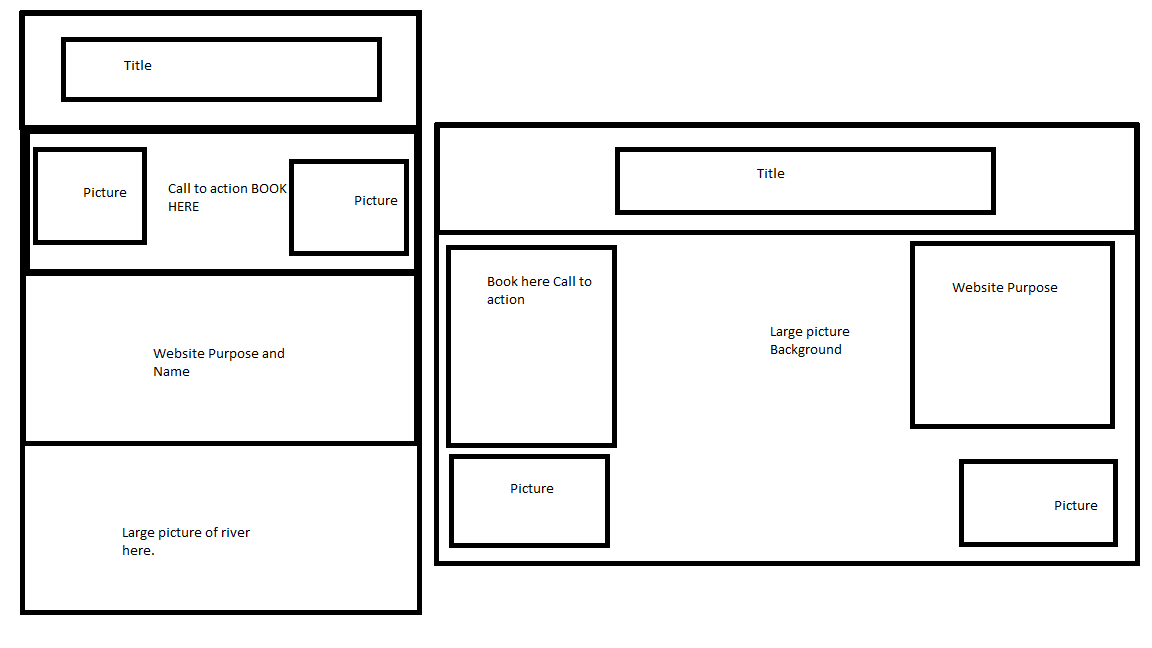 Title
Picture
Call to action BOOK
HERE
Picture
Website Purpose and
Name
Large picture of river
here.
Title
Book here Call to
action
Large picture
Background
Website Purpose
Picture
Picture